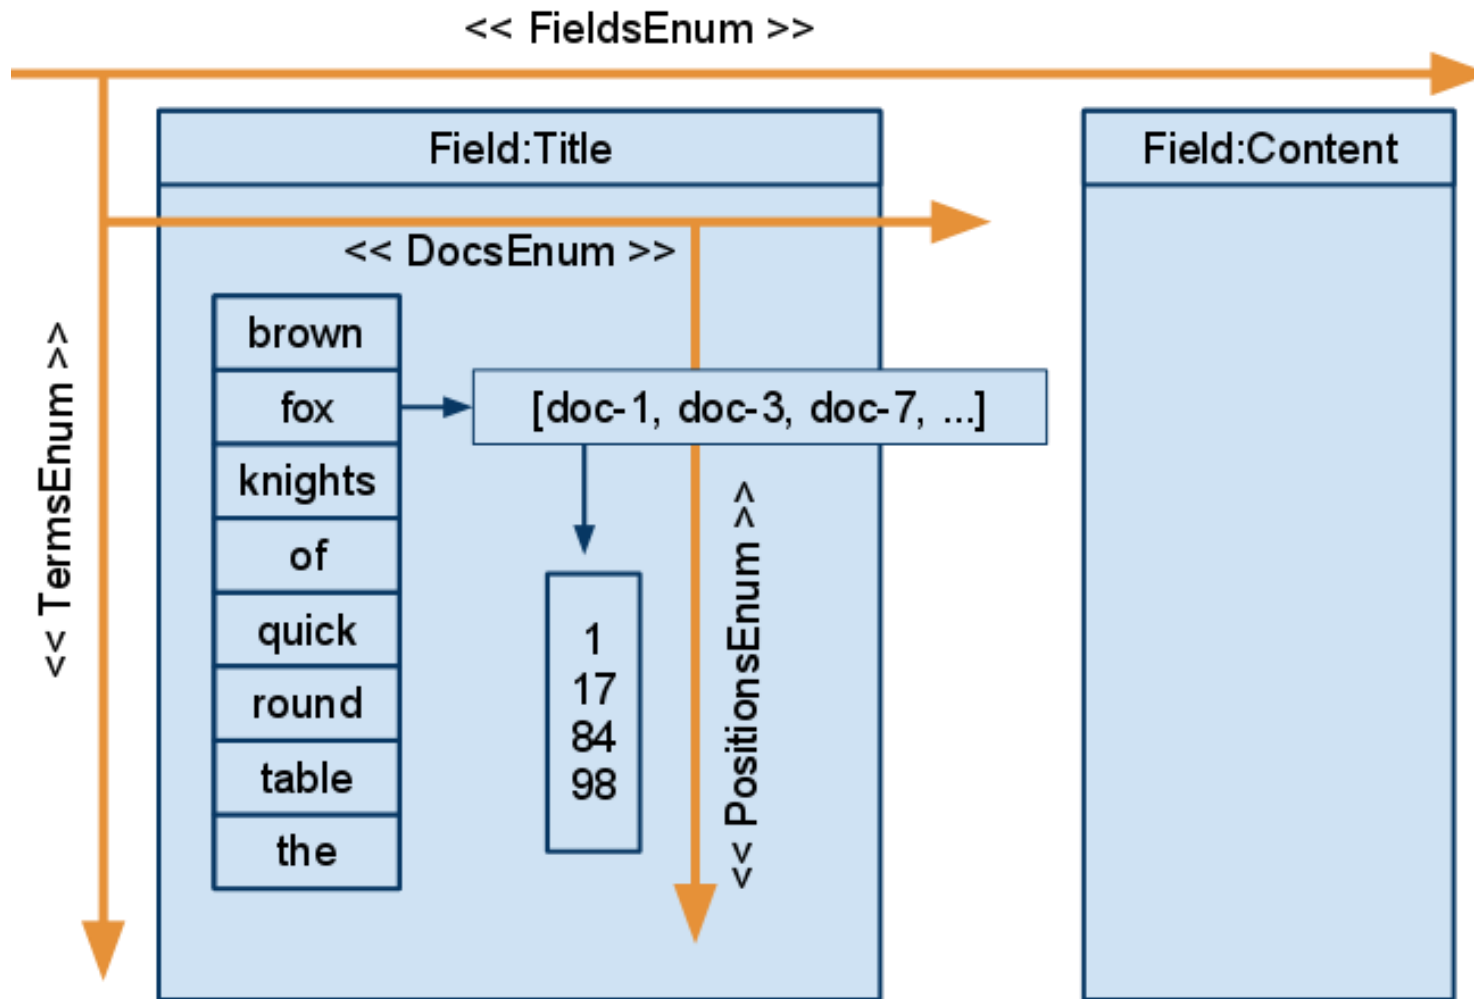 << FieldsEnum >>
Field:Title
Field:Content
<< DocsEnum >>
<< TermsEnum >>
brown
fox
[doc-1, doc-3, doc-7, ...]
knights
of
quick
round
table
the
1
17
84
98
<< PositionsEnum >>